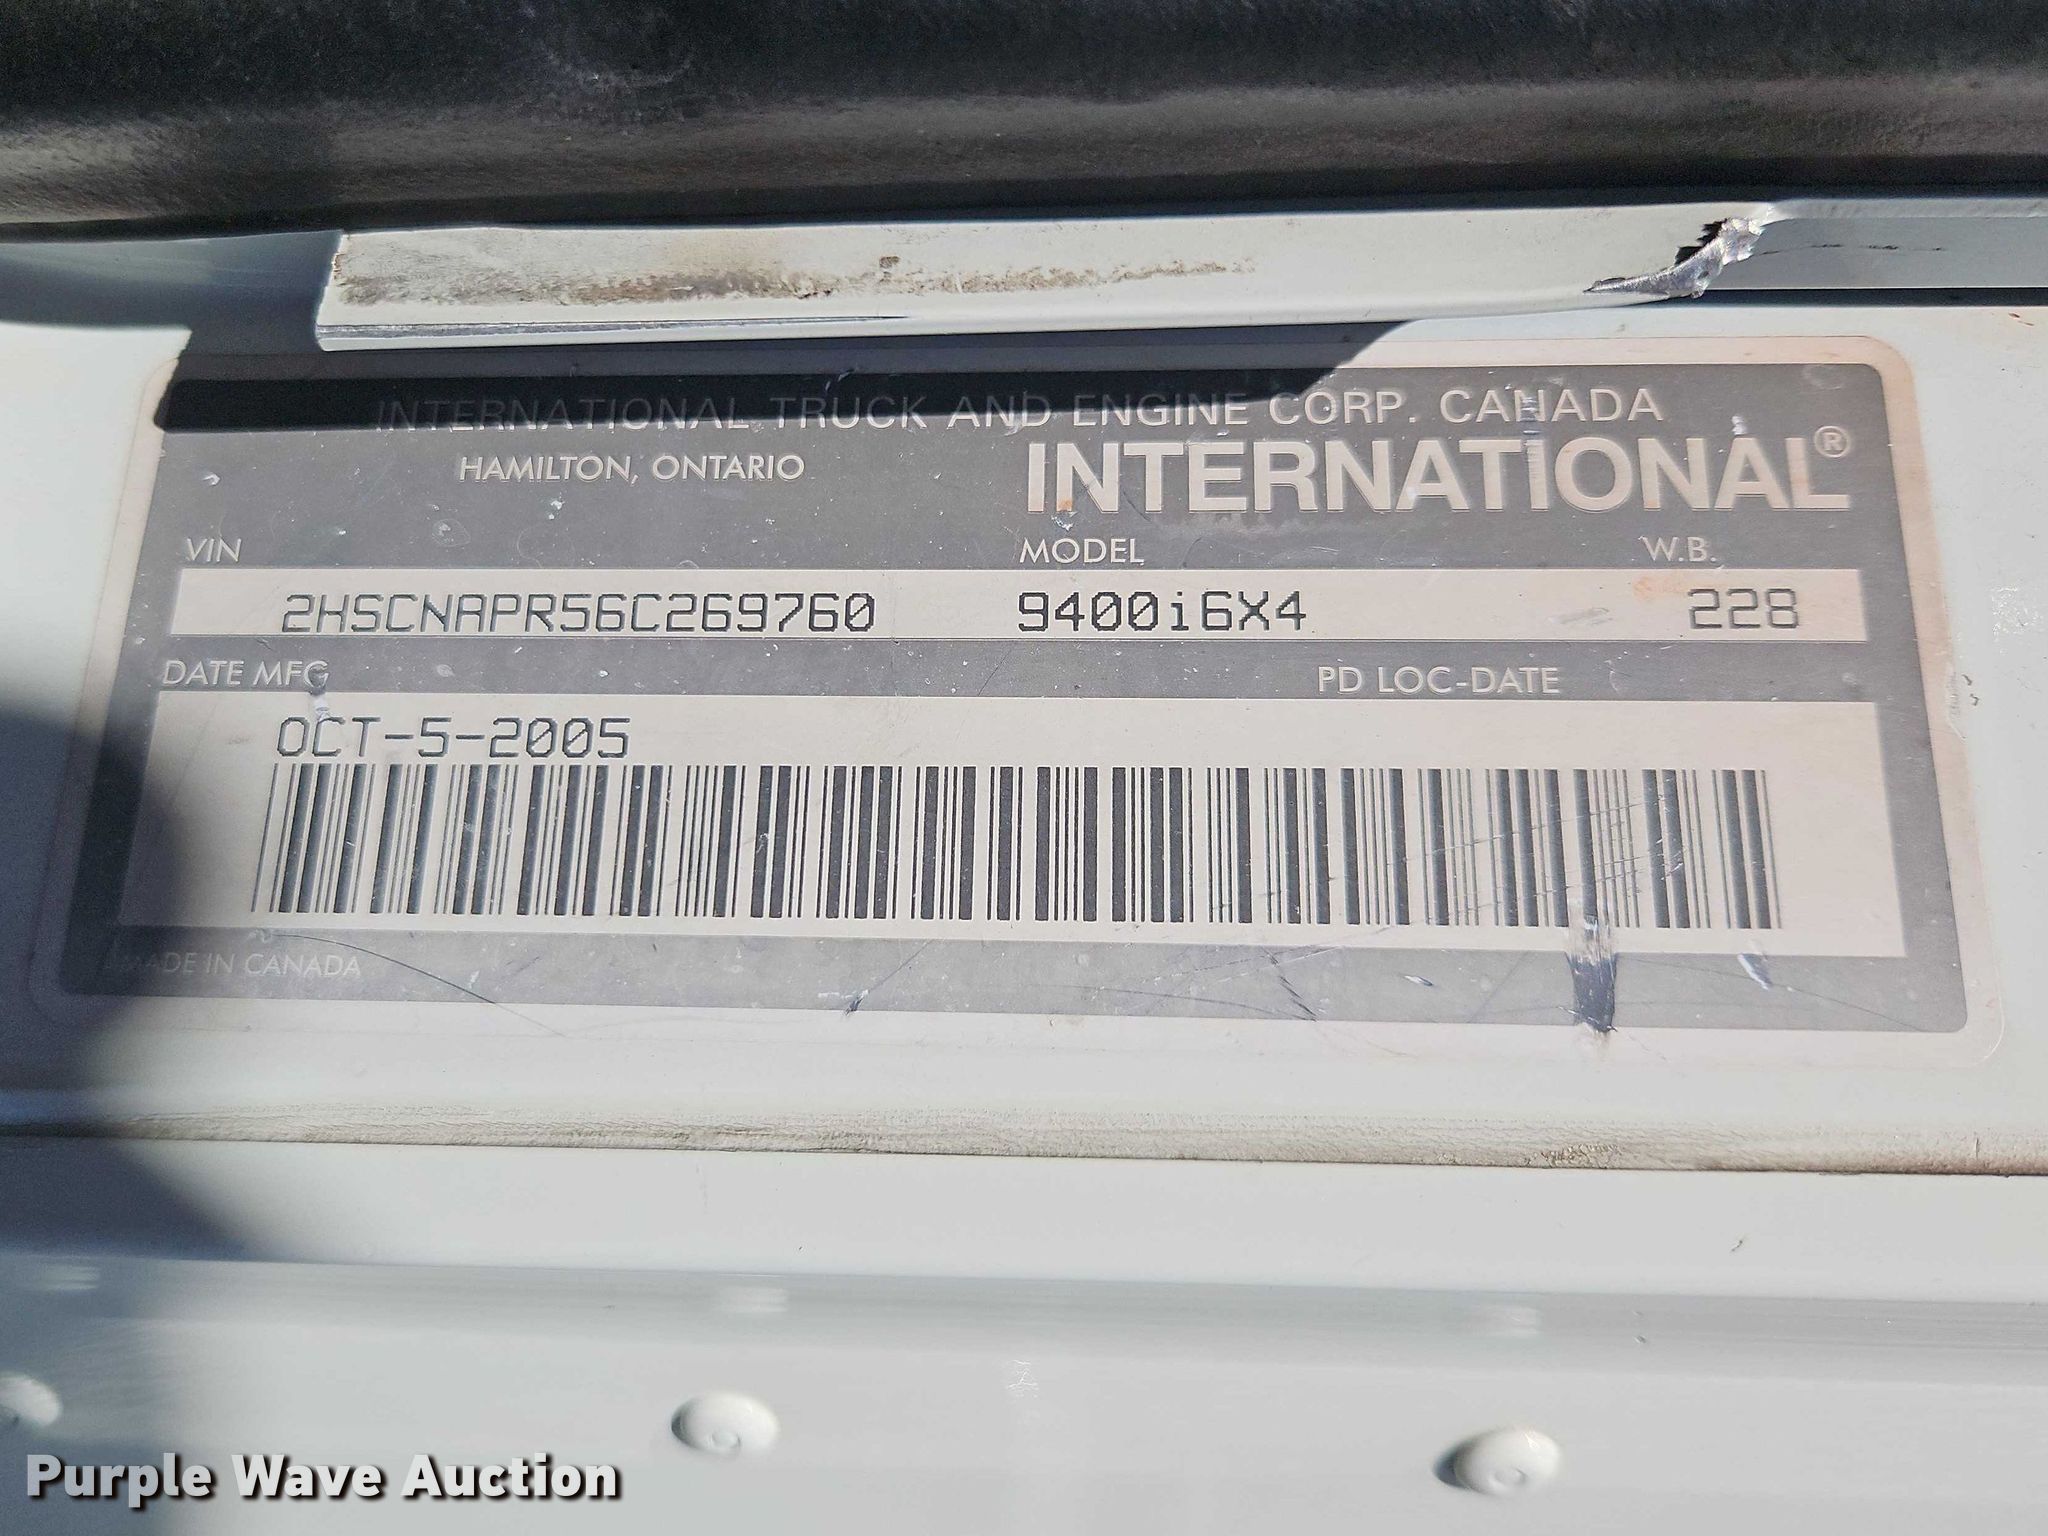 INTERNATIONAL TRUCK AND ENGINE CORP. CANADA
HAMILTON, ONTARIO
INTERNATIONAL®
VIN MODEL W.B.
2HSCNAPR56C269760 9400i6X4 228
DATE MFG PD LOC-DATE
OCT-5-2005
MADE IN CANADA
Purple Wave Auction